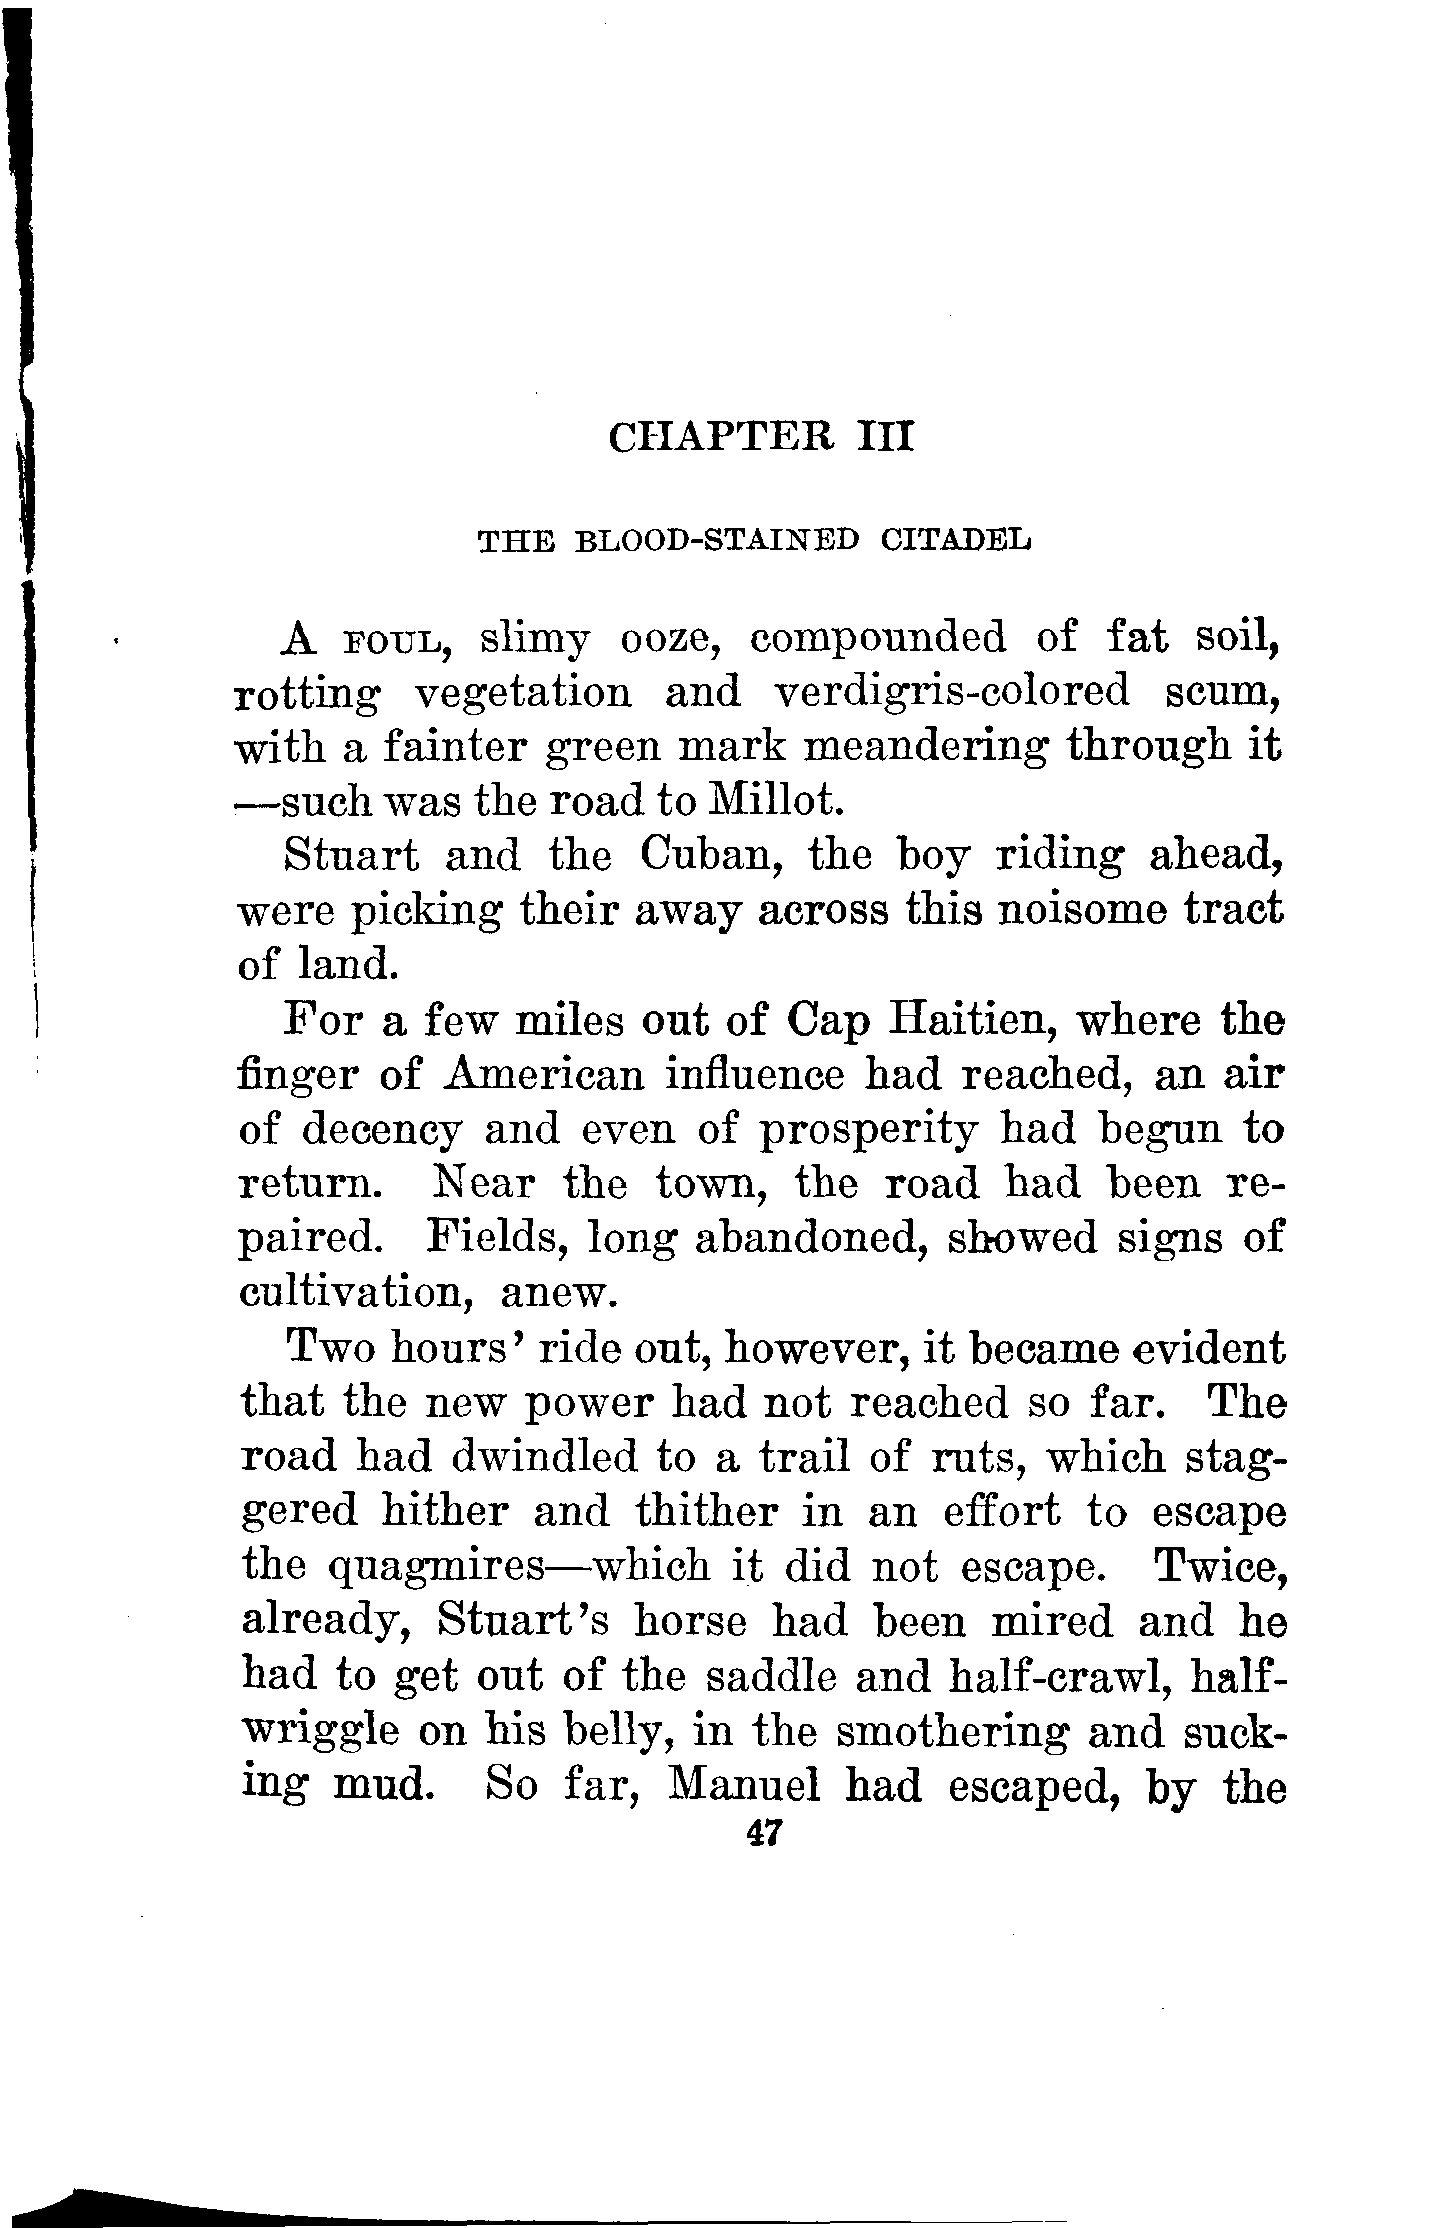 CHAPTER III
THE BLOOD-STAINED CITADEL
A FOUL, slimy ooze, compounded of fat soil,
rotting vegetation and verdigris-colored scum,
with a fainter green mark meandering through it
—such was the road to Millot.
Stuart and the Cuban, the boy riding ahead,
were picking their away across this noisome tract
of land.
For a few miles out of Cap Haitien, where the
finger of American influence had reached, an air
of decency and even of prosperity had begun to
return. Near the town, the road had been re-
paired. Fields, long abandoned, showed signs of
cultivation, anew.
Two hours' ride out, however, it became evident
that the new power had not reached so far. The
road had dwindled to a trail of ruts, which stag-
gered hither and thither in an effort to escape
the quagmires—which it did not escape. Twice,
already, Stuart's horse had been mired and he
had to get out of the saddle and half-crawl, half-
wriggle on his belly, in the smothering and suck-
ing mud. So far, Manuel had escaped, by the
47